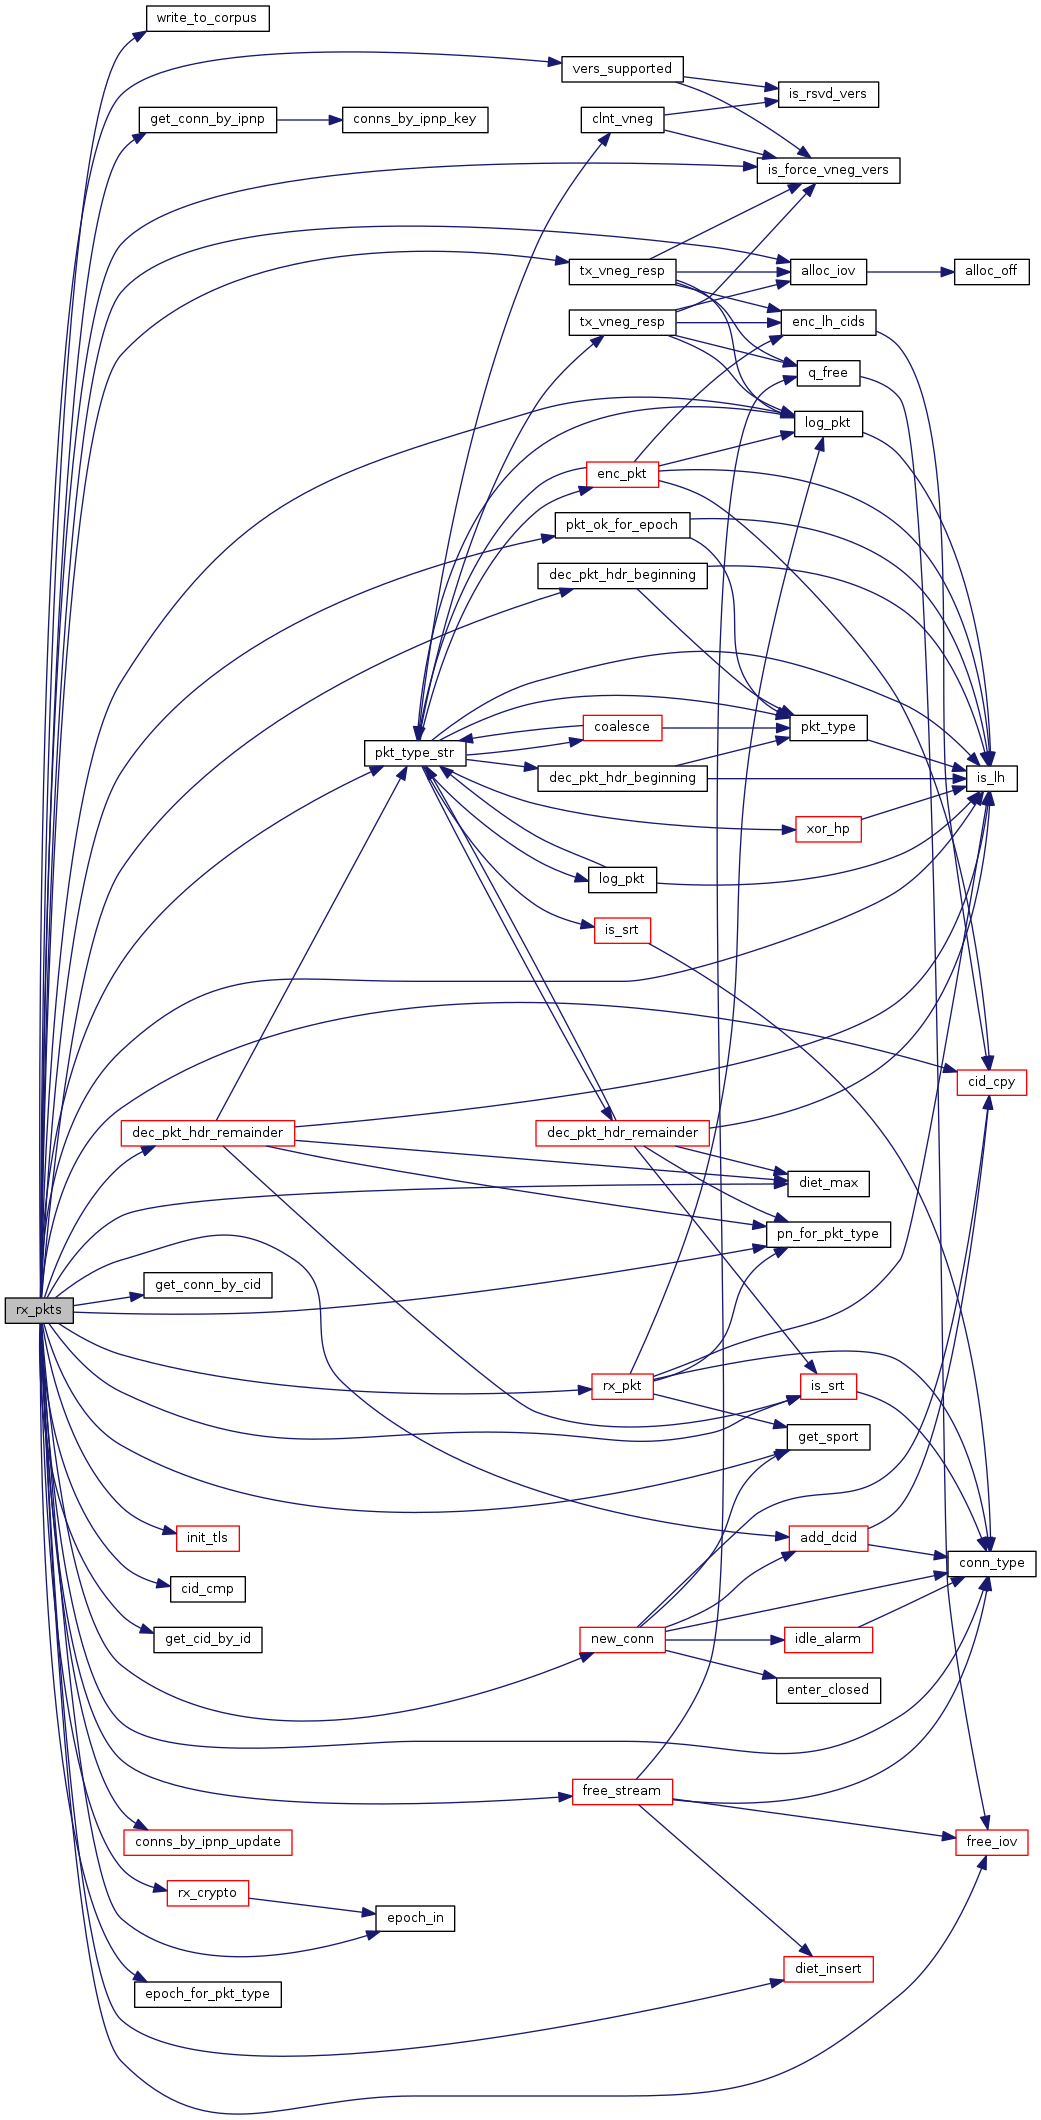 write_to_corpus
vers_supported
is_rsvd_vers
get_conn_by_ipnp
conns_by_ipnp_key
clnt_vneg
is_force_vneg_vers
tx_vneg_resp
alloc_iov
alloc_off
tx_vneg_resp
enc_lh_cids
q_free
log_pkt
enc_pkt
pkt_ok_for_epoch
dec_pkt_hdr_beginning
coalesce
pkt_type
pkt_type_str
dec_pkt_hdr_beginning
is_lh
xor_hp
log_pkt
is_srt
cid_cpy
dec_pkt_hdr_remainder
dec_pkt_hdr_remainder
diet_max
pn_for_pkt_type
get_conn_by_cid
rx_pkts
rx_pkt
is_srt
get_sport
init_tls
add_dcid
conn_type
cid_cmp
get_cid_by_id
new_conn
idle_alarm
enter_closed
free_stream
conns_by_ipnp_update
free_iov
rx_crypto
epoch_in
diet_insert
epoch_for_pkt_type